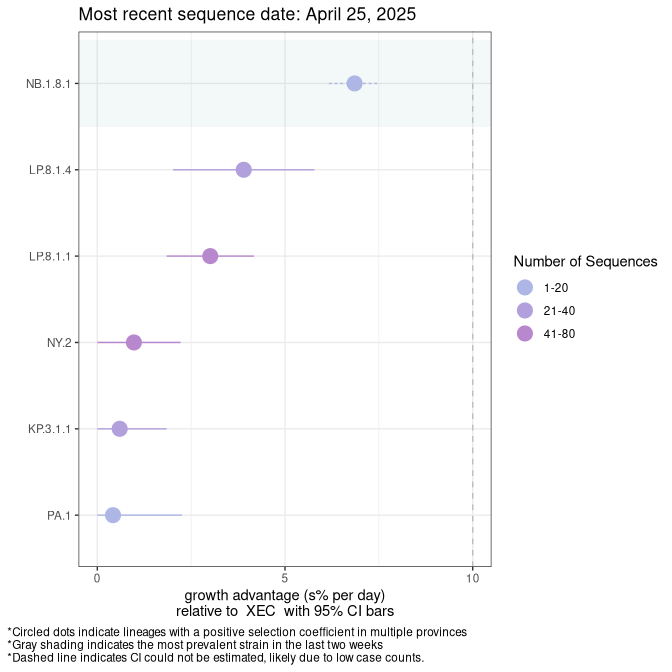 Most recent sequence date: April 25, 2025
NB.1.8.1
LP.8.1.4
LP.8.1.1
NY.2
KP.3.1.1
PA.1
0
5
10
growth advantage (s% per day)
relative to  XEC  with 95% CI bars
Number of Sequences
1-20
21-40
41-80
*Circled dots indicate lineages with a positive selection coefficient in multiple provinces
*Gray shading indicates the most prevalent strain in the last two weeks
*Dashed line indicates CI could not be estimated, likely due to low case counts.